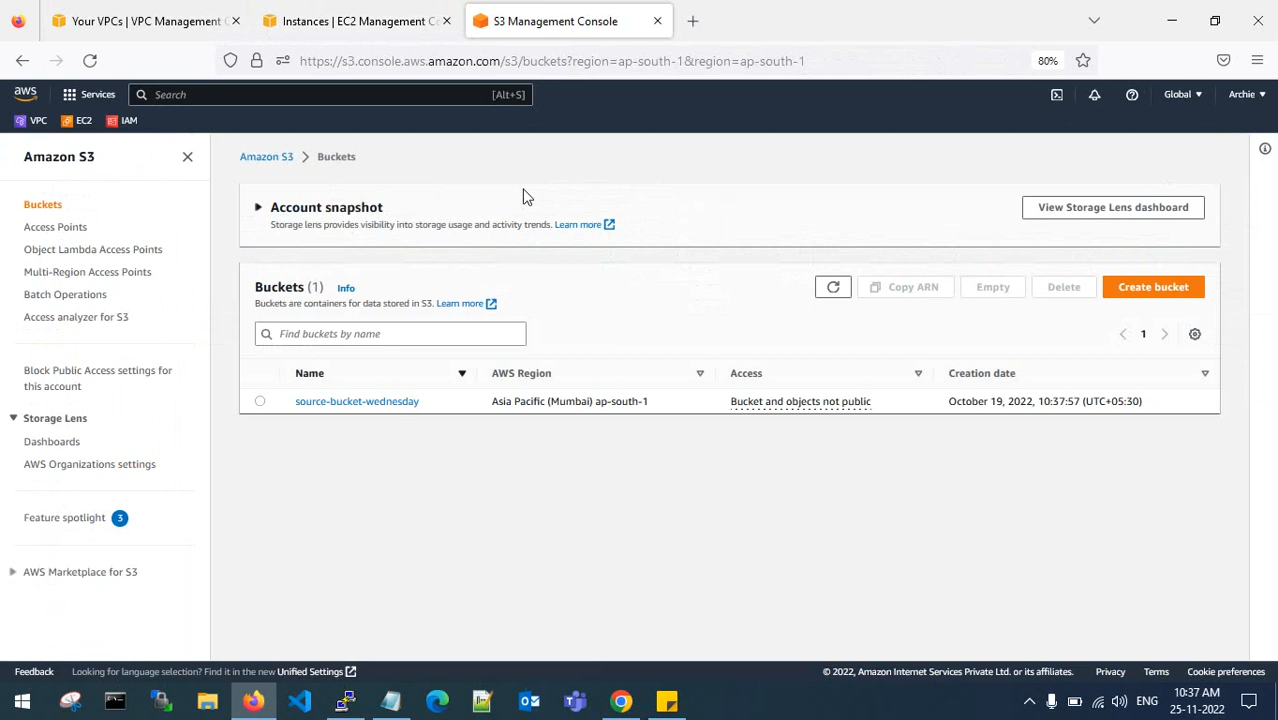 Your VPCs | VPC Management C
Instances | EC2 Management Co
S3 Management Console
https://s3.console.aws.amazon.com/s3/buckets?region=ap-south-1&region=ap-south-1
80%
aws
Services
Search
[Alt+S]
Global
Archie
VPC
EC2
IAM
Amazon S3
Buckets
Access Points
Object Lambda Access Points
Multi-Region Access Points
Batch Operations
Access analyzer for S3
Block Public Access settings for
this account
Storage Lens
Dashboards
AWS Organizations settings
Feature spotlight 3
AWS Marketplace for S3
Amazon S3 > Buckets
Account snapshot
Storage lens provides visibility into storage usage and activity trends. Learn more
View Storage Lens dashboard
Buckets (1) Info
Buckets are containers for data stored in S3. Learn more
Copy ARN
Empty
Delete
Create bucket
Find buckets by name
1
Name AWS Region Access Creation date
source-bucket-wednesday Asia Pacific (Mumbai) ap-south-1 Bucket and objects not public October 19, 2022, 10:37:57 (UTC+05:30)
Feedback Looking for language selection? Find it in the new Unified Settings
© 2022, Amazon Internet Services Private Ltd. or its affiliates. Privacy Terms Cookie preferences
ENG
10:37 AM
25-11-2022